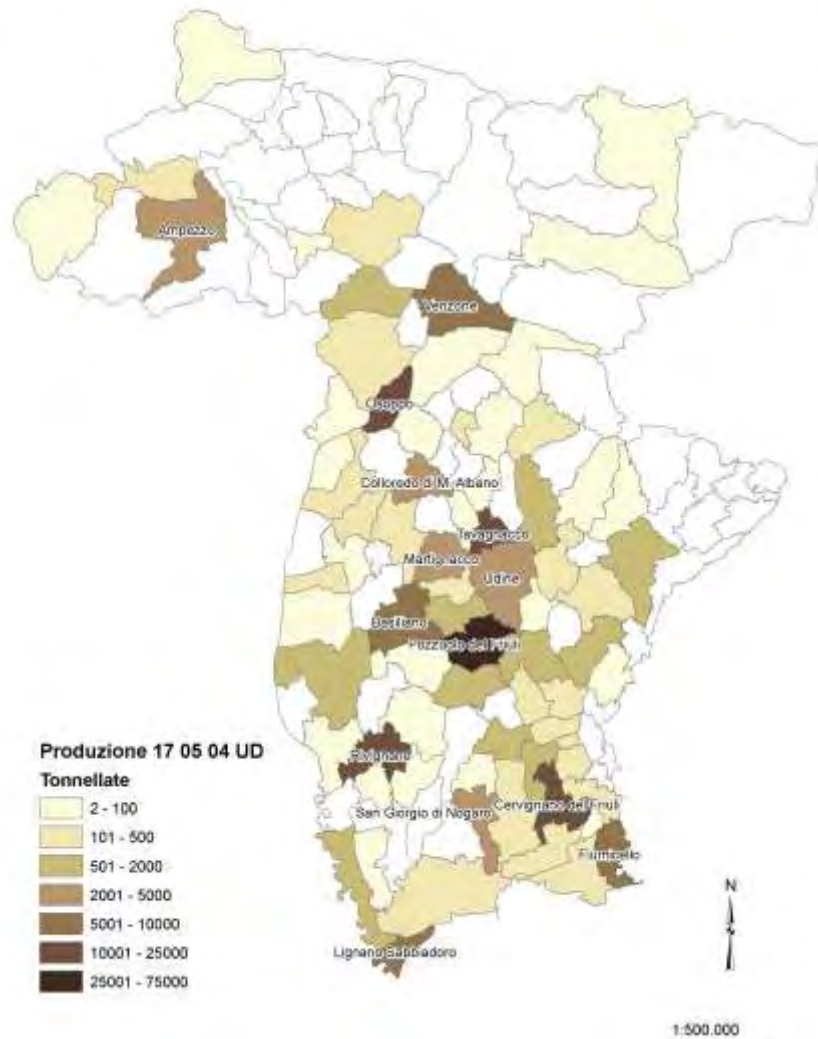 Ampezzo
Venzone
Osoppo
Colloredo di M. Albano
Tavagnacco
Martignacco
Udine
Basiliano
Pozzuolo del Friuli
Rivignano
San Giorgio di Nogaro
Cervignano del Friuli
Fiumicello
Lignano Sabbiadoro
Produzione 17 05 04 UD
Tonnellate
2 - 100
101 - 500
501 - 2000
2001 - 5000
5001 - 10000
10001 - 25000
25001 - 75000
N
1:500.000